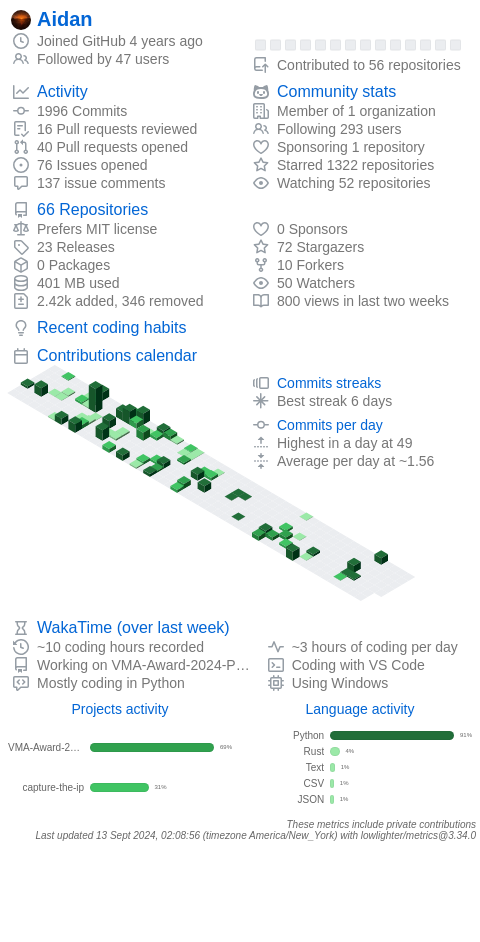 Aidan
Joined GitHub 4 years ago
Followed by 47 users
Contributed to 56 repositories
Activity
1996 Commits
16 Pull requests reviewed
40 Pull requests opened
76 Issues opened
137 issue comments
Community stats
Member of 1 organization
Following 293 users
Sponsoring 1 repository
Starred 1322 repositories
Watching 52 repositories
66 Repositories
Prefers MIT license
23 Releases
0 Packages
401 MB used
2.42k added, 346 removed
0 Sponsors
72 Stargazers
10 Forkers
50 Watchers
800 views in last two weeks
Recent coding habits
Contributions calendar
Commits streaks
Best streak 6 days
Commits per day
Highest in a day at 49
Average per day at ~1.56
WakaTime (over last week)
~10 coding hours recorded
Working on VMA-Award-2024-P…
Mostly coding in Python
~3 hours of coding per day
Coding with VS Code
Using Windows
Projects activity
VMA-Award-2… 69%
capture-the-ip 31%
Language activity
Python 91%
Rust 4%
Text 1%
CSV 1%
JSON 1%
These metrics include private contributions
Last updated 13 Sept 2024, 02:08:56 (timezone America/New_York) with lowlighter/metrics@3.34.0